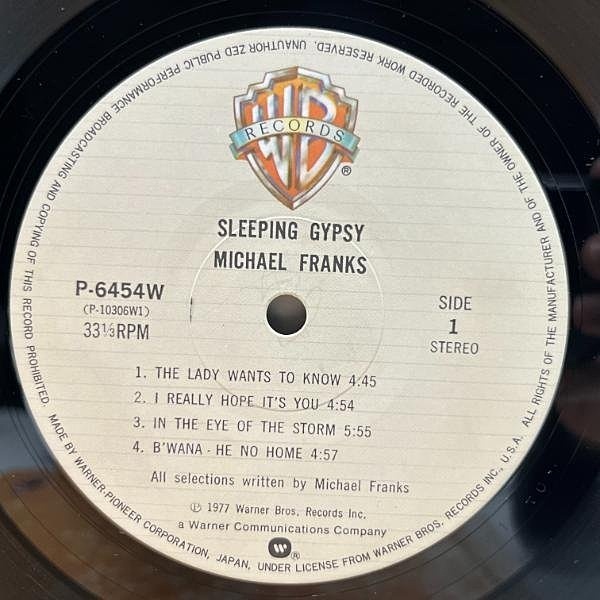 WB
RECORDS
®
SLEEPING GYPSY
MICHAEL FRANKS
P-6454W
(P-10306W1)
33⅓RPM
SIDE
1
STEREO
1. THE LADY WANTS TO KNOW 4:45
2. I REALLY HOPE IT'S YOU 4:54
3. IN THE EYE OF THE STORM 5:55
4. B'WANA - HE NO HOME 4:57
All selections written by Michael Franks
℗ 1977 Warner Bros. Records Inc.
a Warner Communications Company
®
MADE BY WARNER-PIONEER CORPORATION, JAPAN, UNDER LICENSE FROM WARNER BROS. RECORDS INC., U.S.A. ALL RIGHTS OF THE MANUFACTURER AND OF THE OWNER OF THE RECORDED WORK RESERVED. UNAUTHORIZED PUBLIC PERFORMANCE BROADCASTING AND COPYING OF THIS RECORD PROHIBITED.